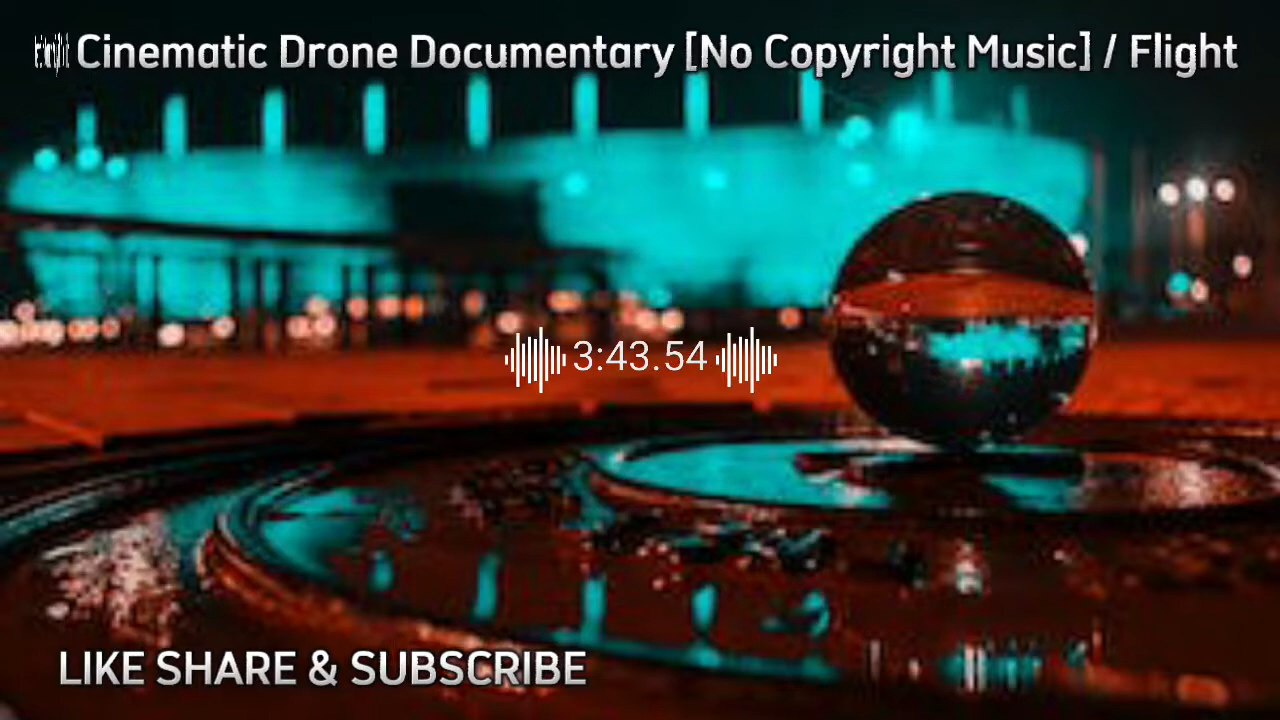 Cinematic Drone Documentary [No Copyright Music] / Flight
3:43.54
LIKE SHARE & SUBSCRIBE